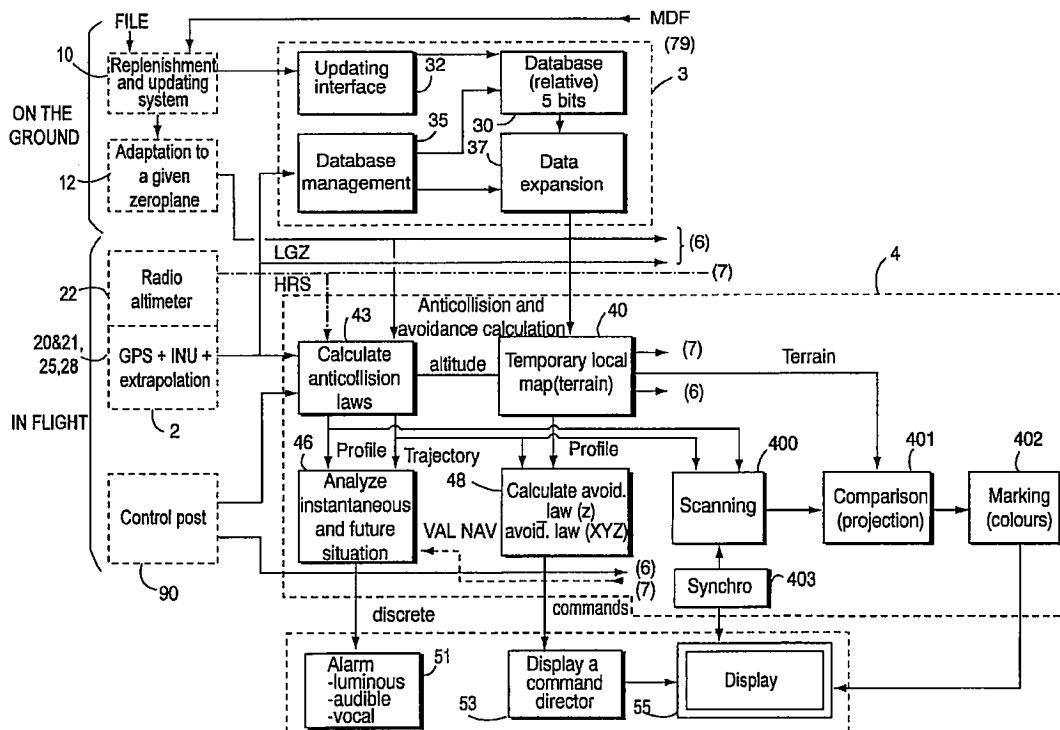 FILE
MDF
10
Replenishment
and updating
system
ON THE
GROUND
12
Adaptation to
a given
zeroplane
Updating
interface
32
Database
(relative)
5 bits
30
(79)
3
35
Database
management
37
Data
expansion
LGZ
(6)
(7)
HRS
4
22
Radio
altimeter
20&21,
25,28
GPS + INU +
extrapolation
2
IN FLIGHT
Control post
90
Anticollision and
avoidance calculation
43
Calculate
anticollision
laws
altitude
40
Temporary local
map(terrain)
(7)
(6)
Terrain
Profile
Trajectory
Profile
46
Analyze
instantaneous
and future
situation
VAL NAV
48
Calculate avoid.
law (z)
avoid. law (XYZ)
400
Scanning
401
Comparison
(projection)
402
Marking
(colours)
(6)
(7)
Synchro
403
discrete
commands
Alarm
-luminous
-audible
-vocal
51
Display a
command
director
53
Display
55